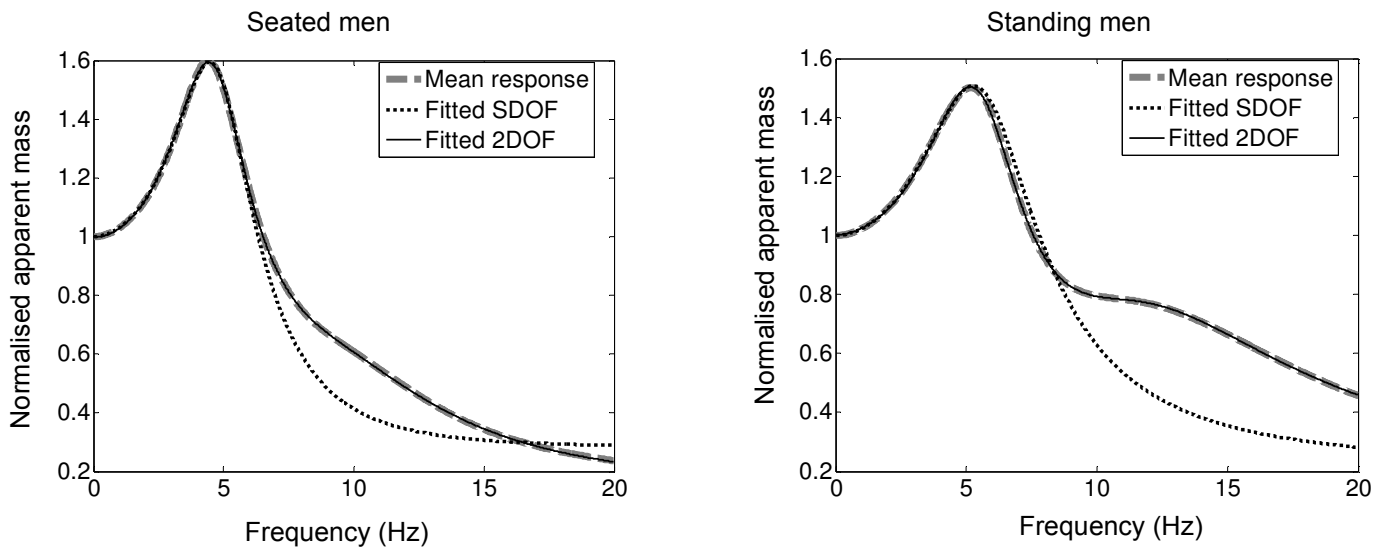 Seated men
Normalised apparent mass
1.6
1.4
1.2
1
0.8
0.6
0.4
0.2
0
5
10
15
20
Frequency (Hz)
Mean response
Fitted SDOF
Fitted 2DOF
Standing men
Normalised apparent mass
1.6
1.4
1.2
1
0.8
0.6
0.4
0.2
0
5
10
15
20
Frequency (Hz)
Mean response
Fitted SDOF
Fitted 2DOF